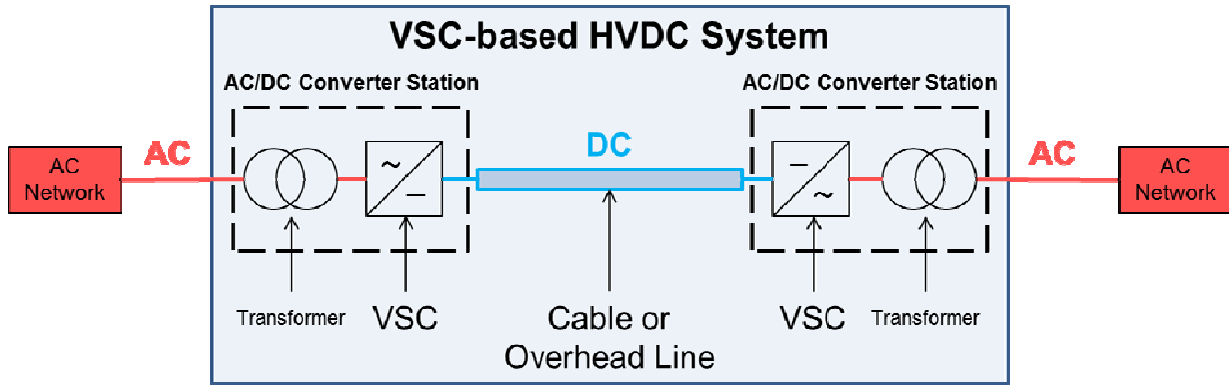 VSC-based HVDC System
AC/DC Converter Station
AC/DC Converter Station
AC
Network
AC
DC
AC
AC
Network
Transformer
VSC
Cable or
Overhead Line
VSC
Transformer